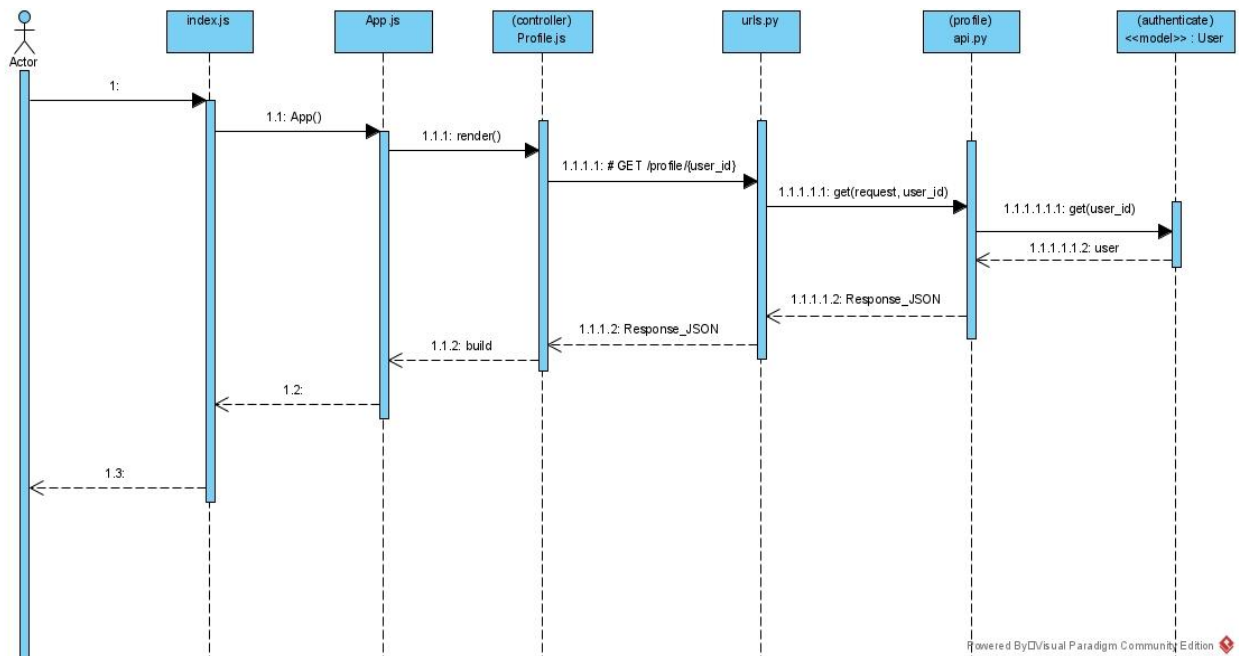 index.js
App.js
(controller)
Profile.js
urls.py
(profile)
api.py
(authenticate)
<<model>> : User
Actor
1:
1.1: App()
1.1.1: render()
1.1.1.1: # GET /profile/{user_id}
1.1.1.1.1: get(request, user_id)
1.1.1.1.1.1: get(user_id)
1.1.1.1.1.2: user
1.1.1.1.2: Response_JSON
1.1.1.2: Response_JSON
1.1.2: build
1.2:
1.3:
Powered By□Visual Paradigm Community Edition